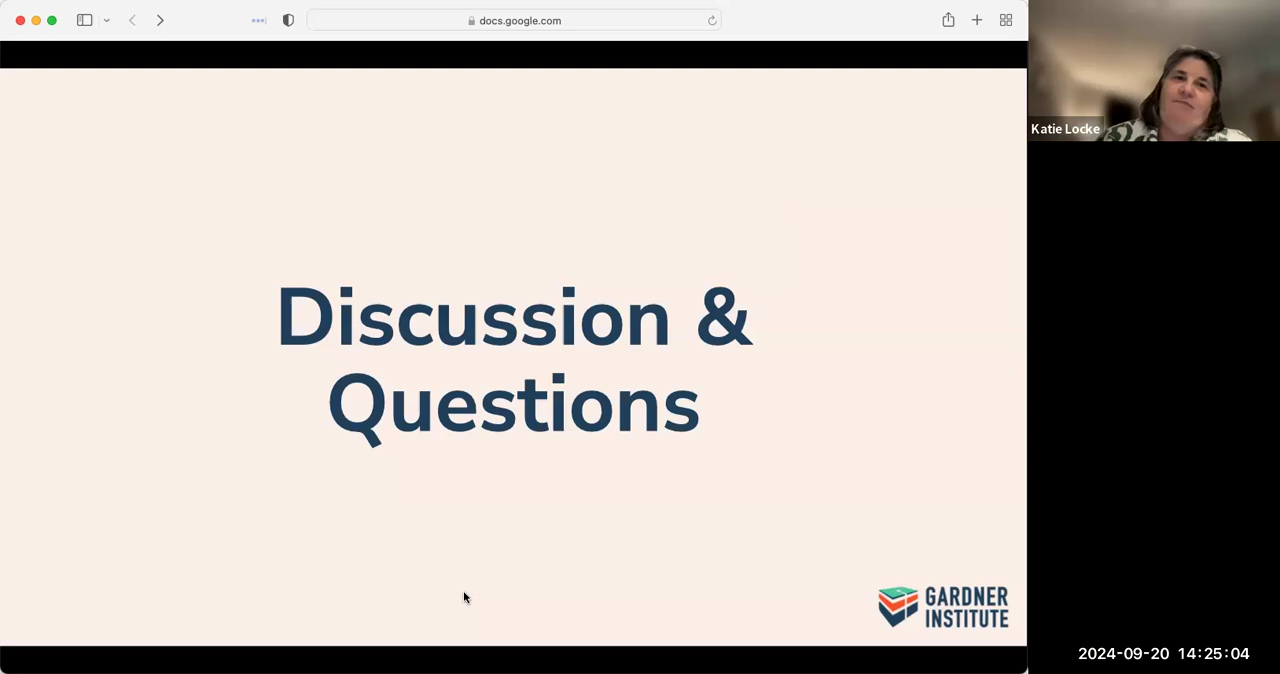 docs.google.com
Katie Locke
Discussion &
Questions
GARDNER
INSTITUTE
2024-09-20 14:25:04